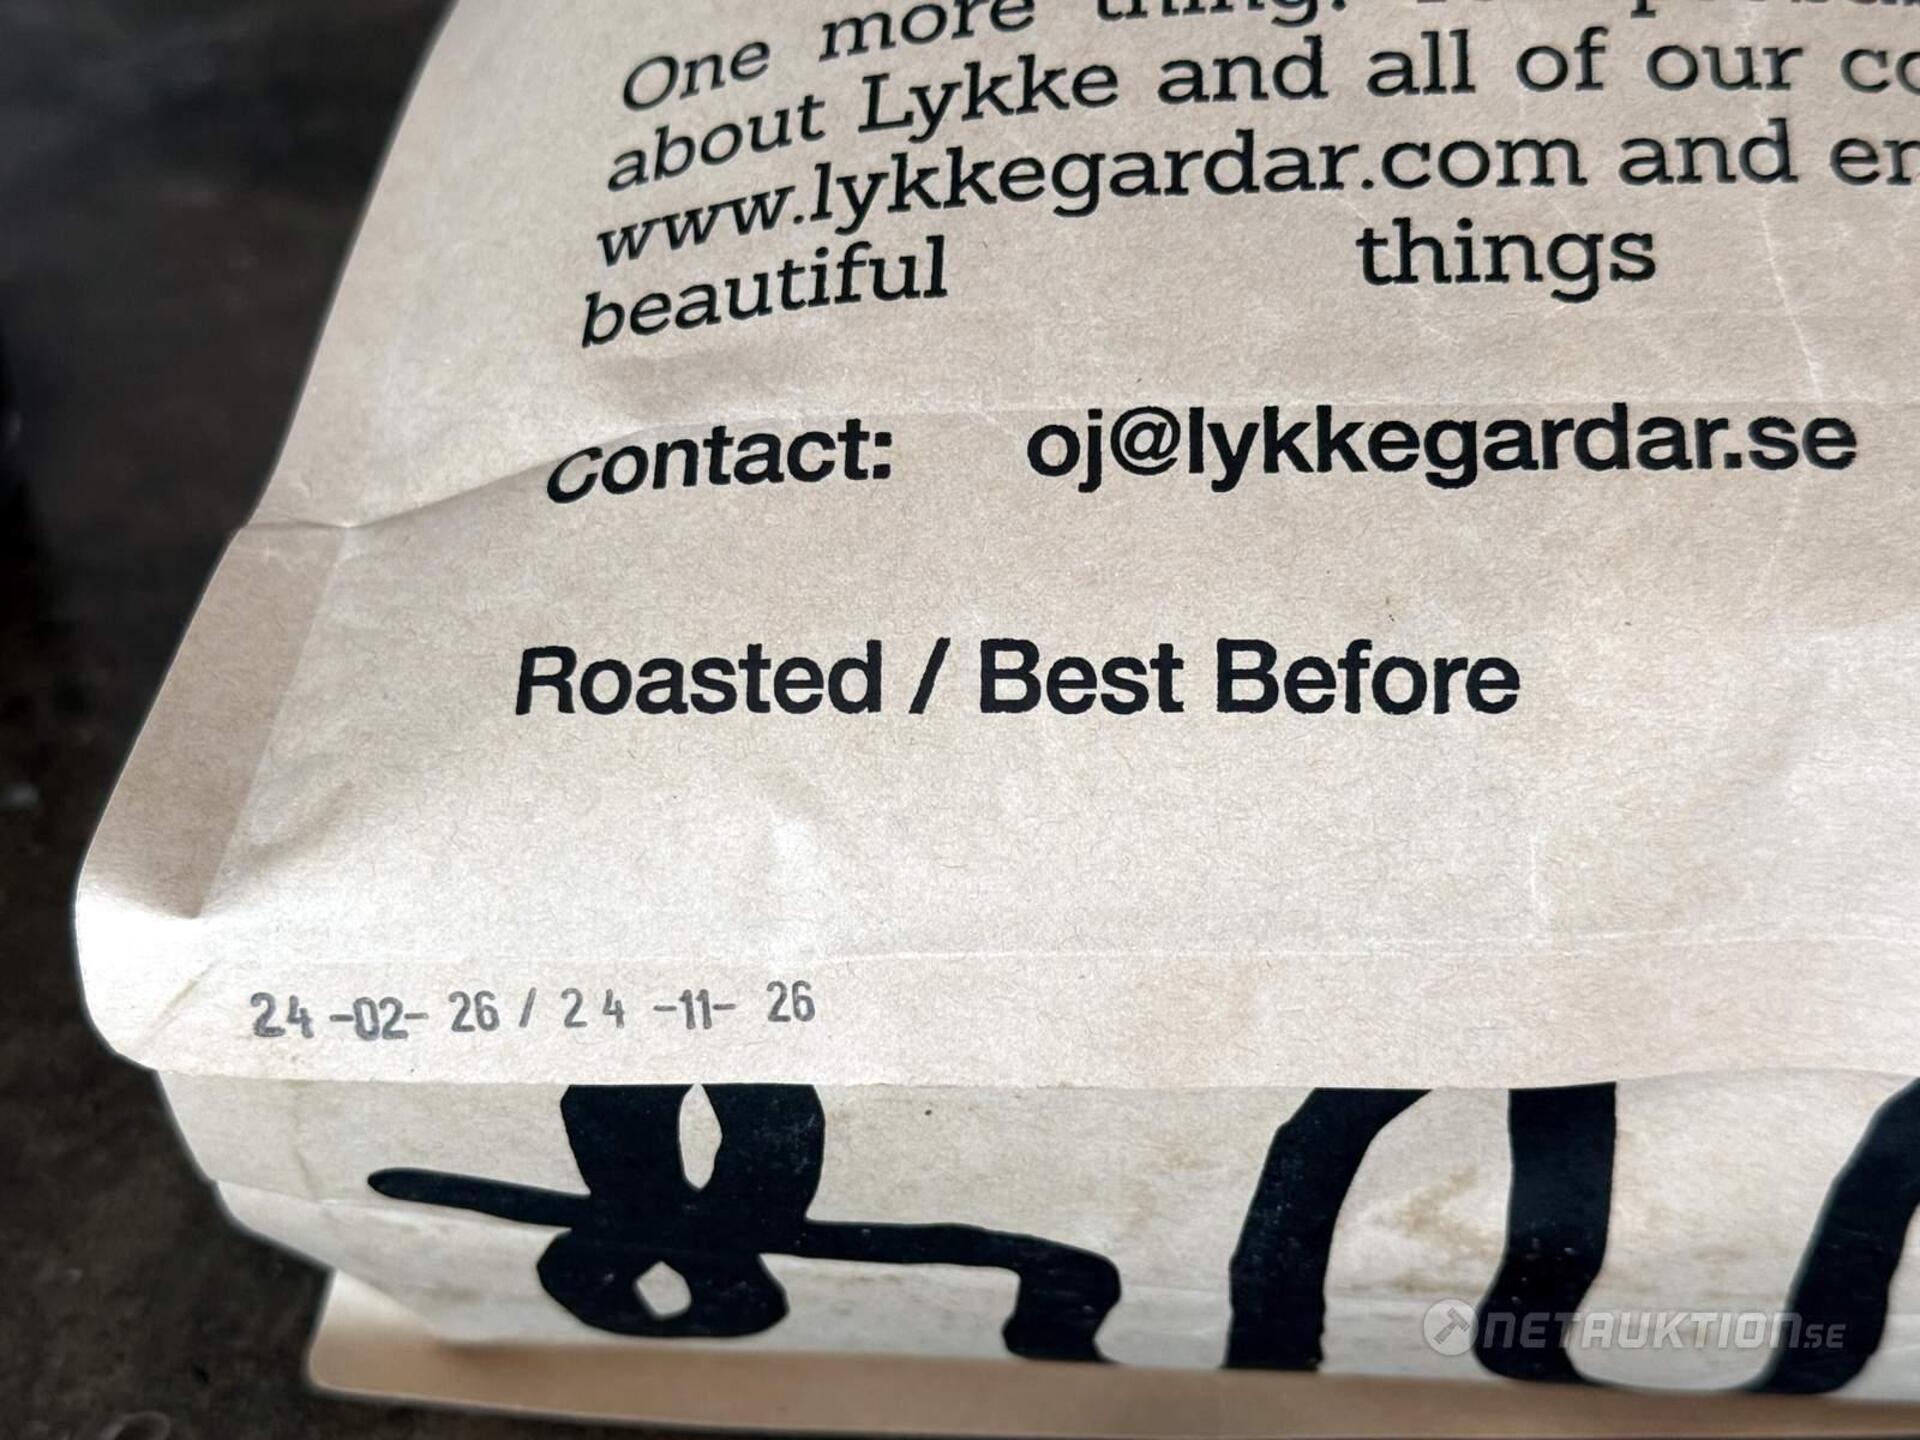 One more thing.
about Lykke and all of our
www.lykkegardar.com and
beautiful things
Contact: oj@lykkegardar.se
Roasted / Best Before
24-02-26 / 24-11-26
NETAUKTION.SE